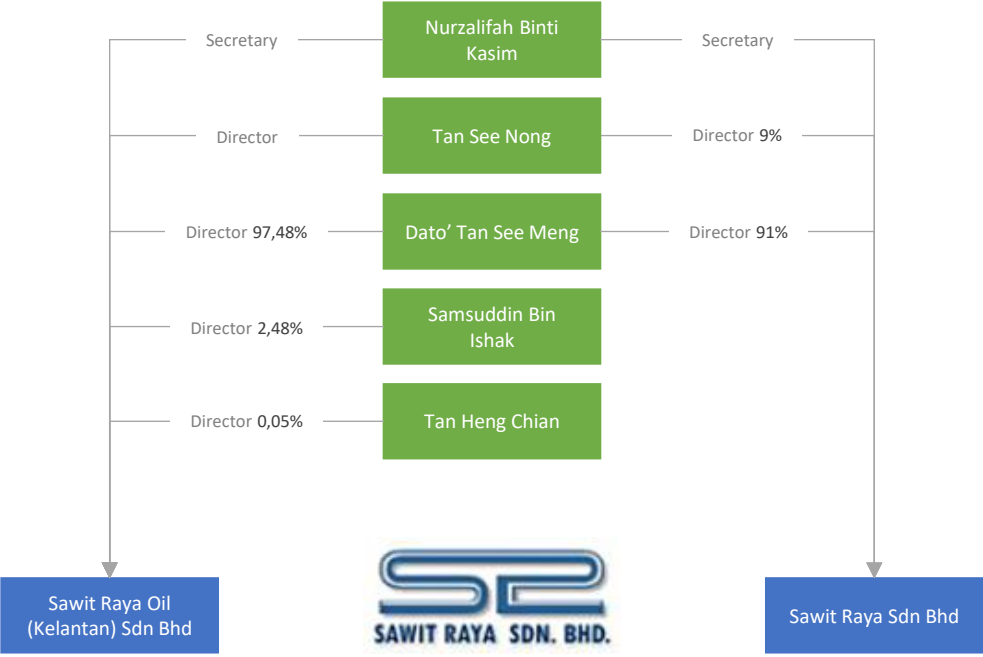 Nurzalifah Binti
Kasim
Secretary
Secretary
Tan See Nong
Director
Director 9%
Dato’ Tan See Meng
Director 97,48%
Director 91%
Samsuddin Bin
Ishak
Director 2,48%
Tan Heng Chian
Director 0,05%
Sawit Raya Oil
(Kelantan) Sdn Bhd
SAWIT RAYA SDN. BHD.
Sawit Raya Sdn Bhd